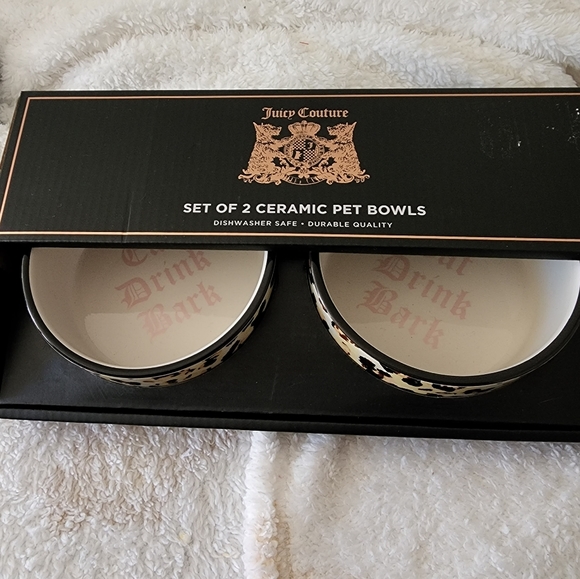 Juicy Couture
SET OF 2 CERAMIC PET BOWLS
DISHWASHER SAFE • DURABLE QUALITY
Drink
Bark
Drink
Bark